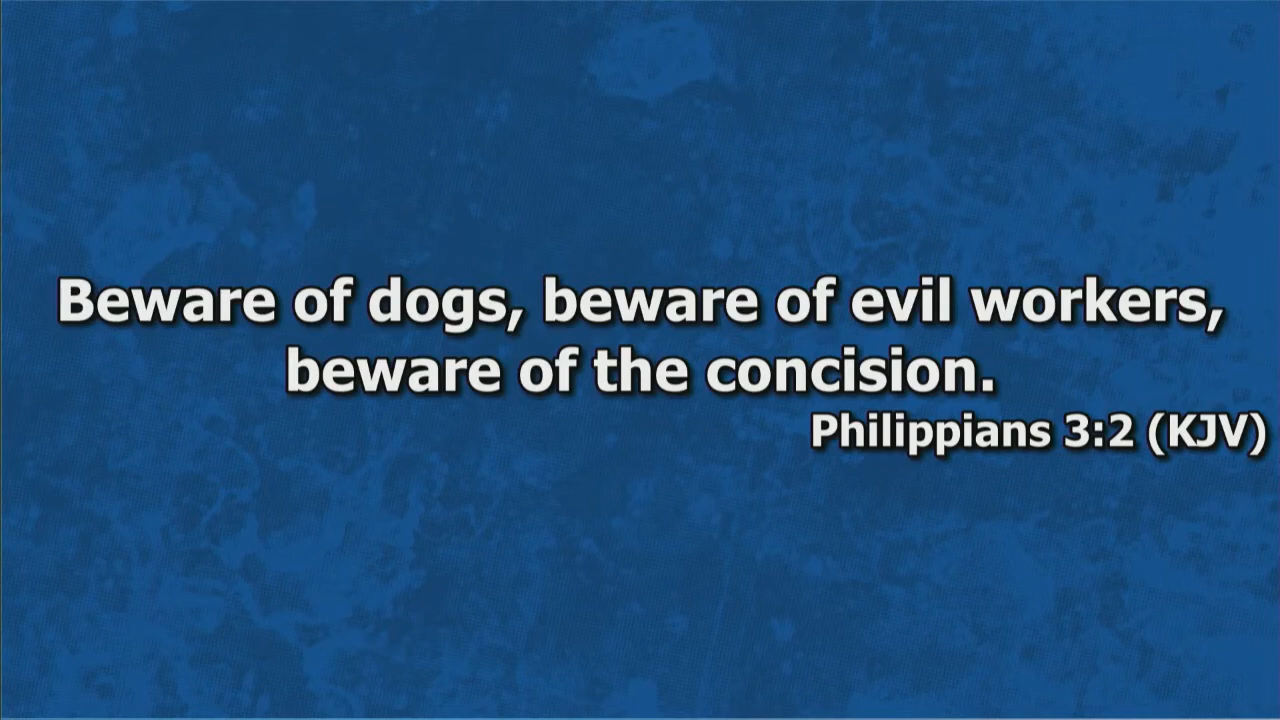 Beware of dogs, beware of evil workers,
beware of the concision.
Philippians 3:2 (KJV)